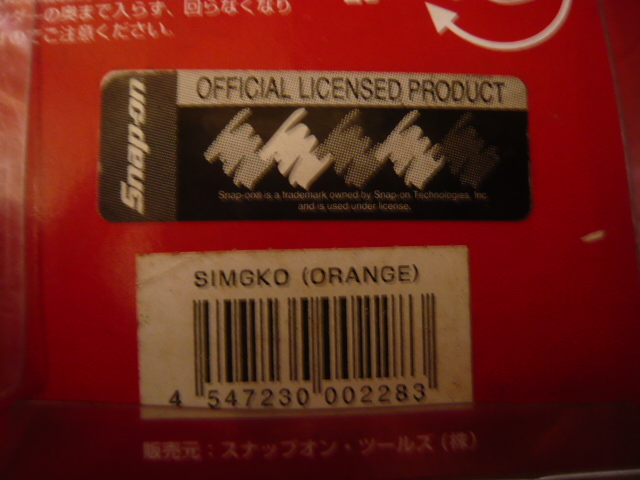 の奥まで入らず、回らなくなり
でご注意ください。
Snap-on
OFFICIAL LICENSED PRODUCT
Snap-on® is a trademark owned by Snap-on Technologies, Inc
and is used under license.
SIMGKO (ORANGE)
4 547230 002283
販売元：スナップオン・ツールズ（株）